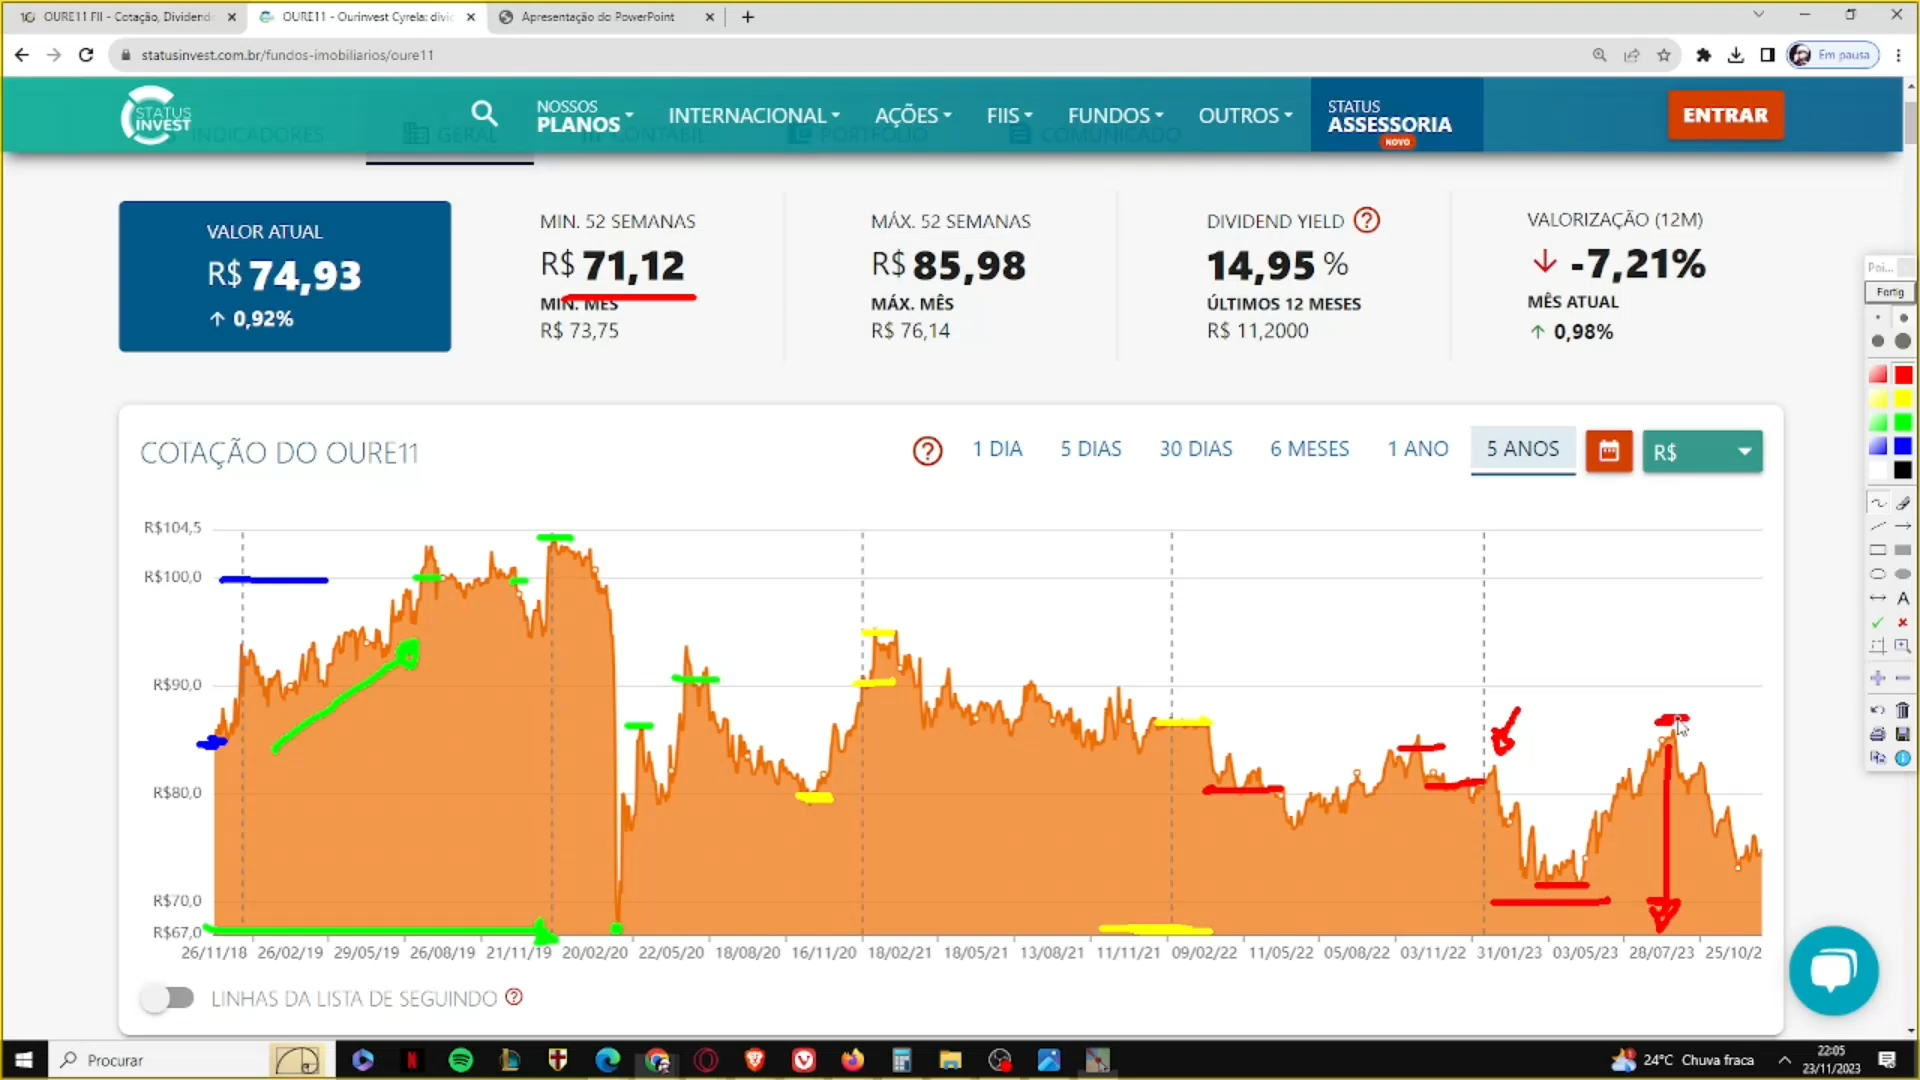 OURE11 FII - Cotação, Dividend
OURE11 - Ourinvest Cyrela: divi
Apresentação do PowerPoint
statusinvest.com.br/fundos-imobiliarios/oure11
Em pausa
STATUS INVEST
NOSSOS PLANOS
INTERNACIONAL
AÇÕES
FIIS
FUNDOS
OUTROS
STATUS ASSESSORIA
NOVO
ENTRAR
INDICADORES
GERAL
CONTÁBIL
PORTFÓLIO
COMUNICADO
VALOR ATUAL
R$ 74,93
0,92%
MIN. 52 SEMANAS
R$ 71,12
MIN. MÊS
R$ 73,75
MÁX. 52 SEMANAS
R$ 85,98
MÁX. MÊS
R$ 76,14
DIVIDEND YIELD ?
14,95 %
ÚLTIMOS 12 MESES
R$ 11,2000
VALORIZAÇÃO (12M)
-7,21%
MÊS ATUAL
0,98%
Poi...
Fertig
A
COTAÇÃO DO OURE11
?
1 DIA
5 DIAS
30 DIAS
6 MESES
1 ANO
5 ANOS
R$
R$104,5
R$100,0
R$90,0
R$80,0
R$70,0
R$67,0
26/11/18 26/02/19 29/05/19 26/08/19 21/11/19 20/02/20 22/05/20 18/08/20 16/11/20 18/02/21 18/05/21 13/08/21 11/11/21 09/02/22 11/05/22 05/08/22 03/11/22 31/01/23 03/05/23 28/07/23 25/10/2
LINHAS DA LISTA DE SEGUINDO ?
Procurar
24°C Chuva fraca
22:05
23/11/2023